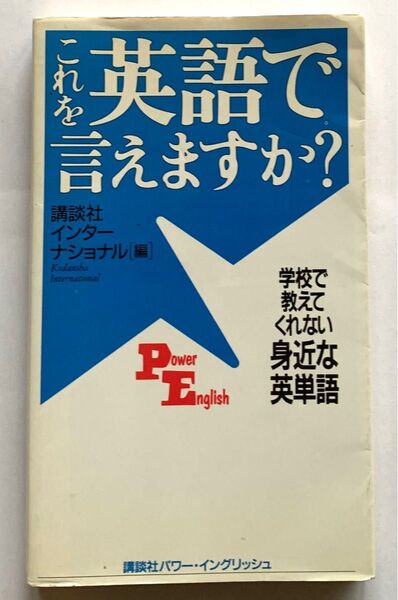 これを英語で
言えますか?
講談社
インター
ナショナル[編]
Kodansha
International
学校で
教えて
くれない
身近な
英単語
Power
English
講談社パワー・イングリッシュ